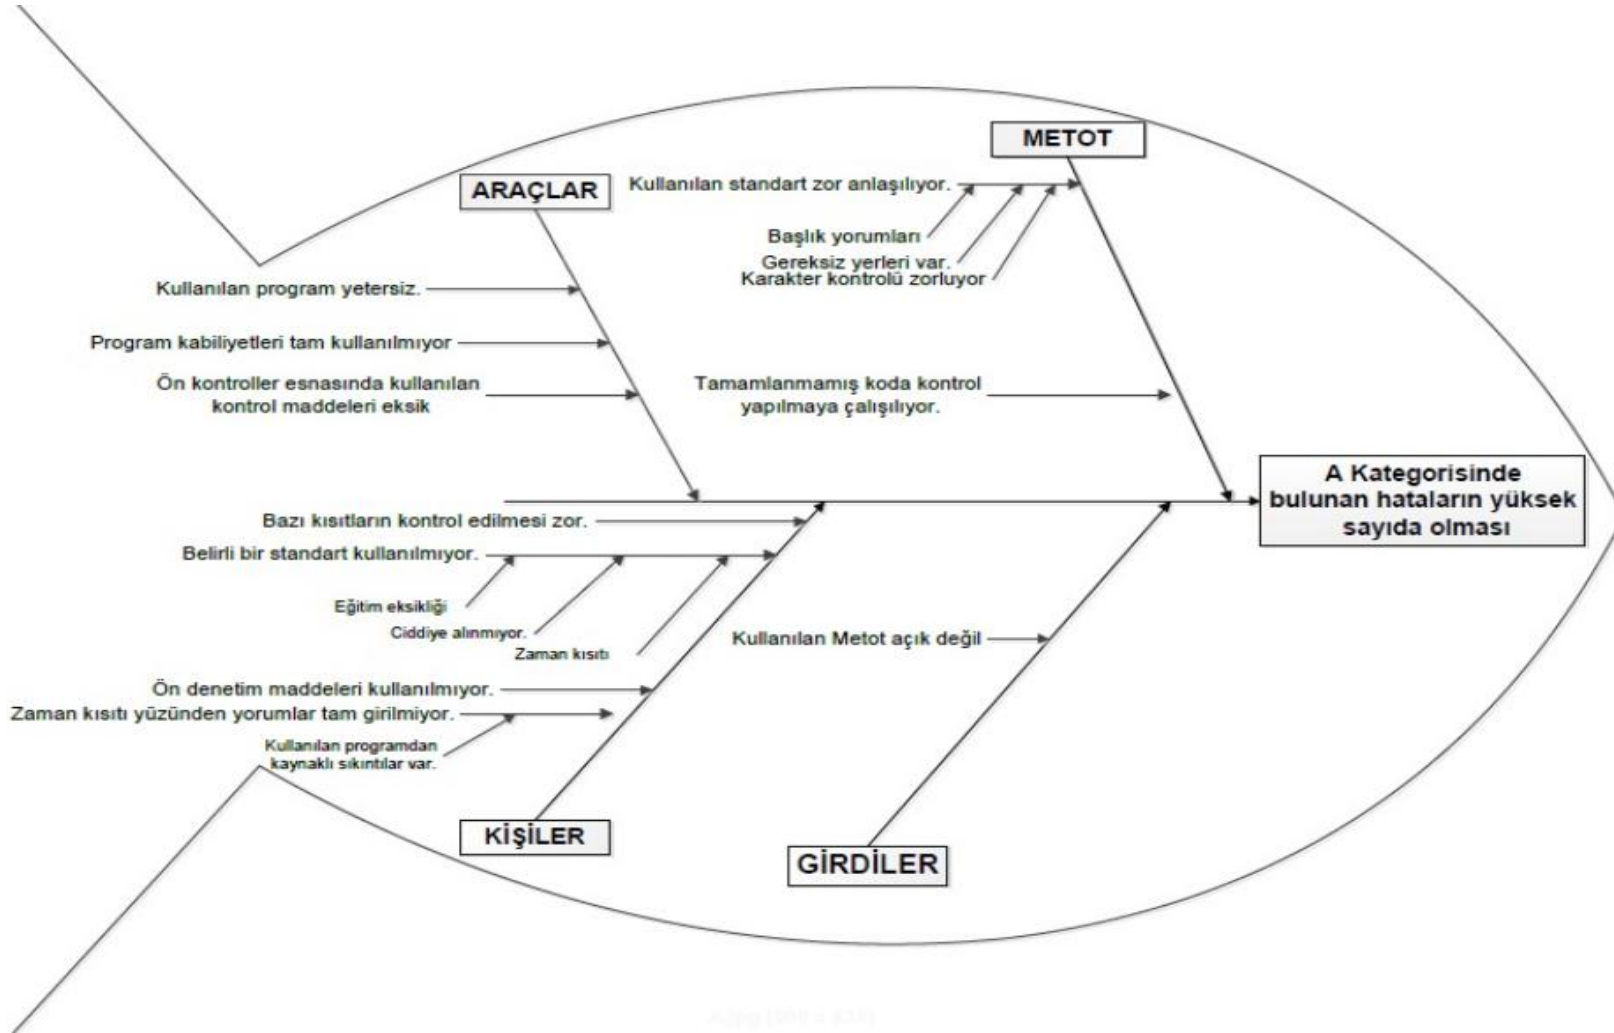 METOT
ARAÇLAR
Kullanılan standart zor anlaşılıyor.
Başlık yorumları
Gereksiz yerleri var.
Karakter kontrolü zorluyor
Kullanılan program yetersiz.
Program kabiliyetleri tam kullanılmıyor
Ön kontroller esnasında kullanılan
kontrol maddeleri eksik
Tamamlanmamış koda kontrol
yapılmaya çalışılıyor.
A Kategorisinde
bulunan hataların yüksek
sayıda olması
Bazı kısıtların kontrol edilmesi zor.
Belirli bir standart kullanılmıyor.
Eğitim eksikliği
Ciddiye alınmıyor.
Zaman kısıtı
Kullanılan Metot açık değil
Ön denetim maddeleri kullanılmıyor.
Zaman kısıtı yüzünden yorumlar tam girilmiyor.
Kullanılan programdan
kaynaklı sıkıntılar var.
KİŞİLER
GİRDİLER